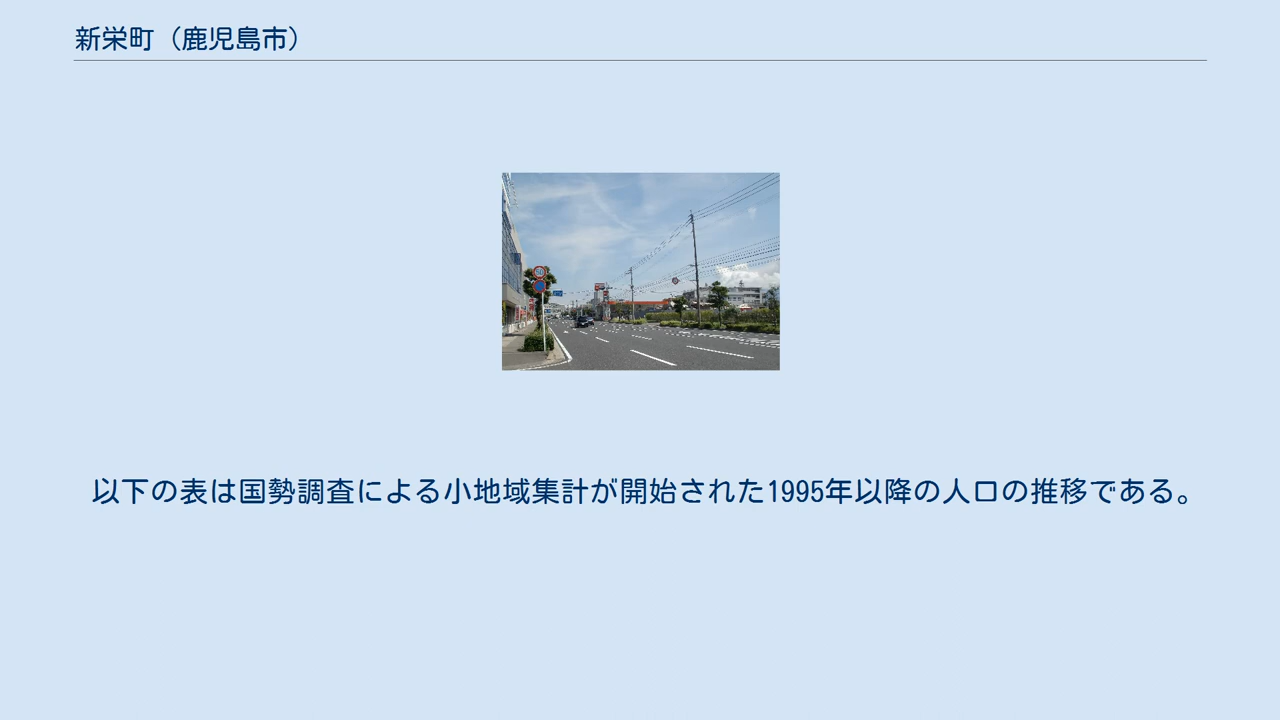 新栄町（鹿児島市）
50
以下の表は国勢調査による小地域集計が開始された1995年以降の人口の推移である。